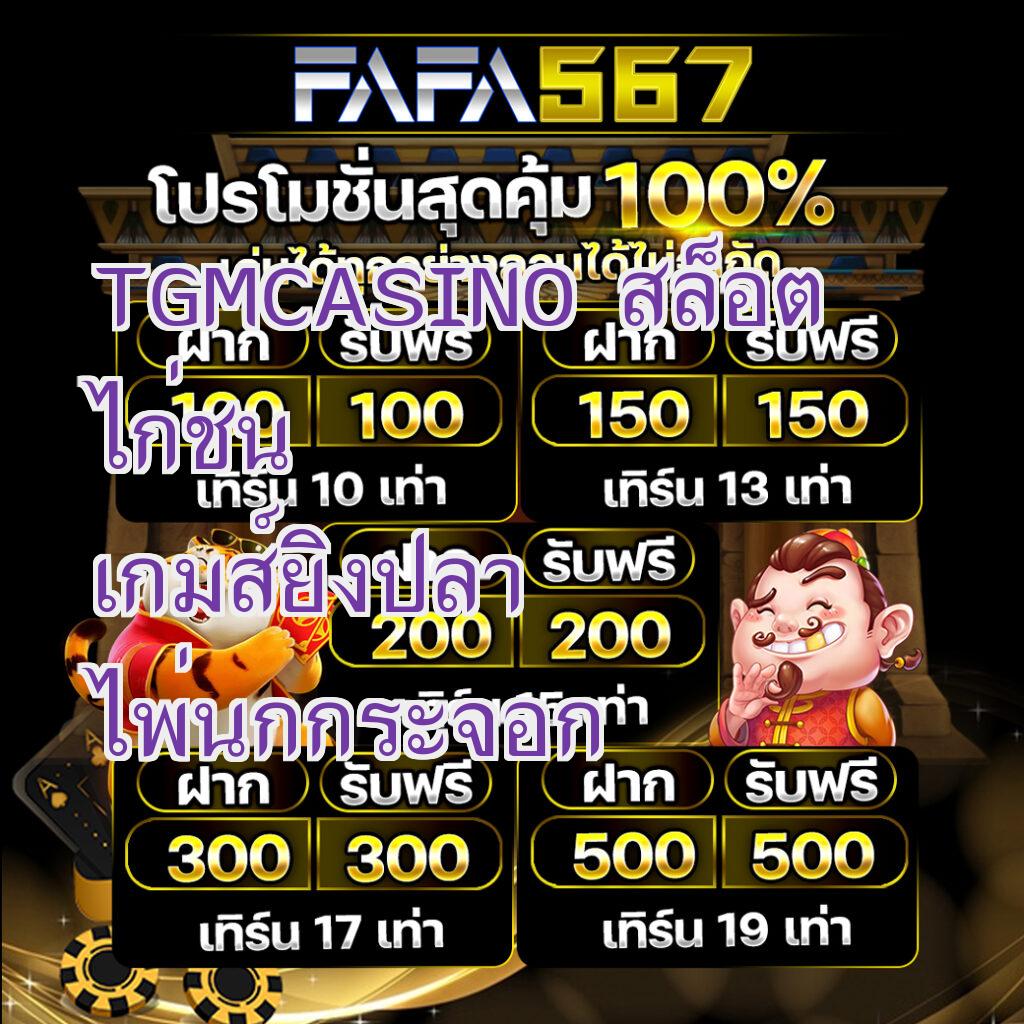 FAFA567
โปรโมชั่นสุดคุ้ม 100%
TGMCASINO สล็อต
ฝาก รับฟรี ฝาก รับฟรี
100 100 150 150
ไก่ชน
เทิร์น 10 เท่า เทิร์น 13 เท่า
รับฟรี
เกมส์ยิงปลา
200 200
เท่า
ไพ่นกกระจอก
ฝาก รับฟรี ฝาก รับฟรี
300 300 500 500
เทิร์น 17 เท่า เทิร์น 19 เท่า